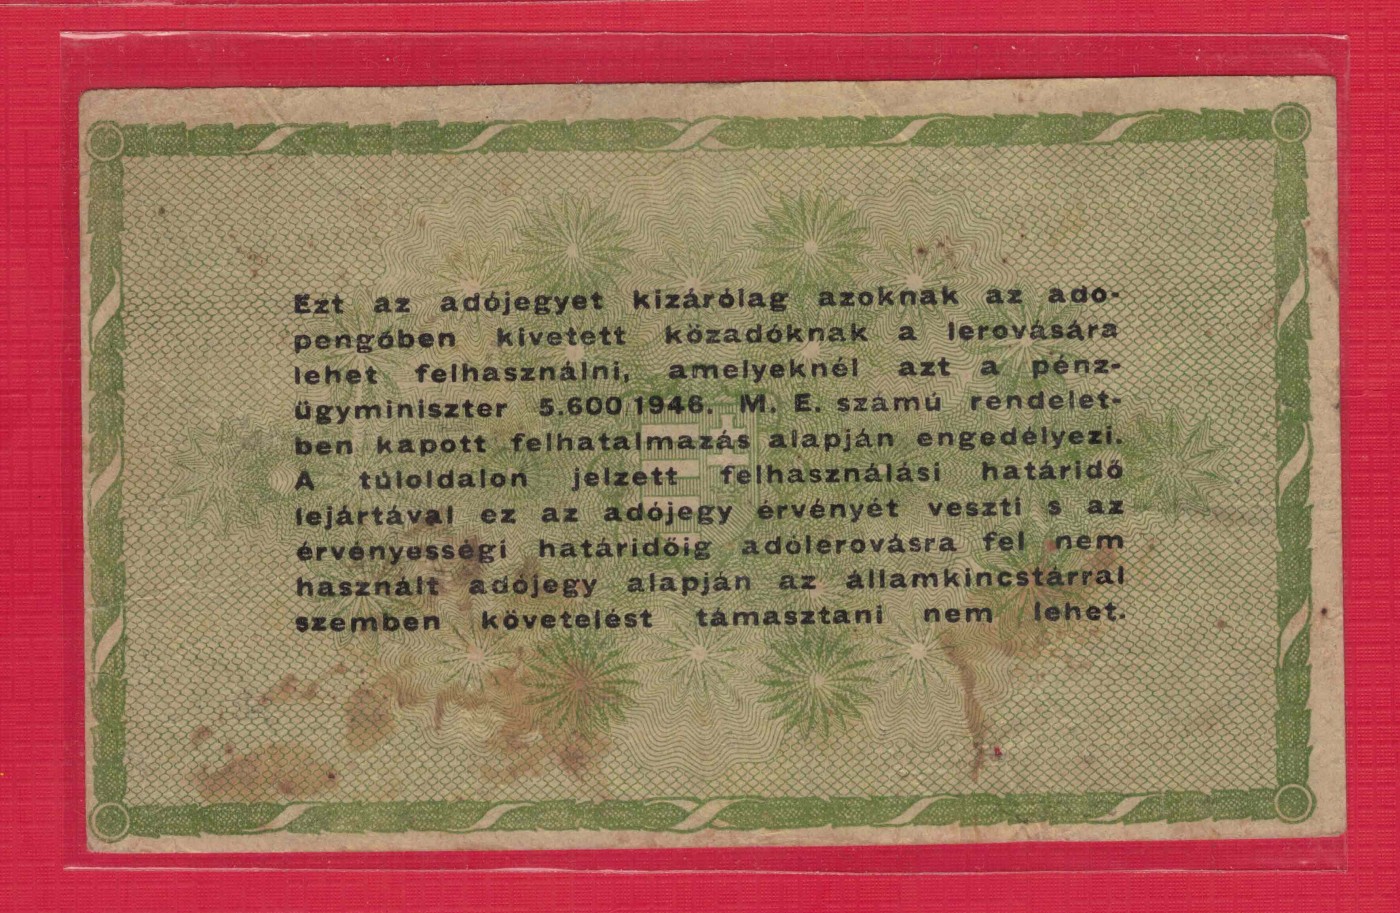 Ezt az adójegyet kizárólag azoknak az ado-
pengóben kivetett közadóknak a lerovására
lehet felhasználni, amelyeknél azt a pénz-
ügyminiszter 5.600/1946. M. E. számú rendelet-
ben kapott felhatalmazás alapján engedélyezi.
A túloldalon jelzett felhasználási határidő
lejártával ez az adójegy érvényét veszti s az
érvényességi határidőig adólerovásra fel nem
használt adójegy alapján az államkincstárral
szemben követelést támasztani nem lehet.